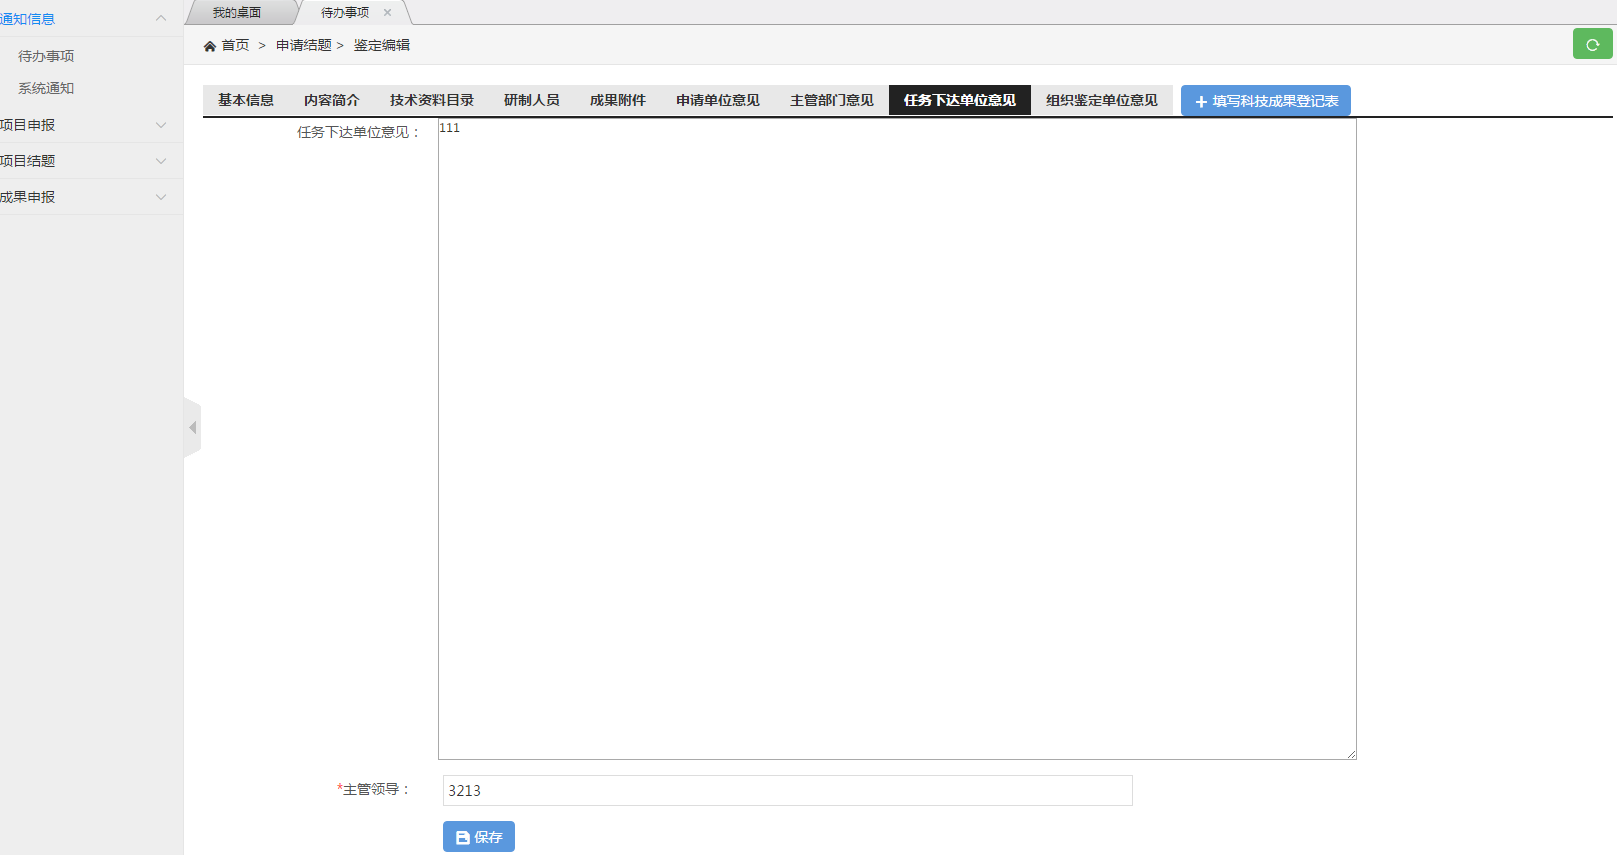 通知信息
待办事项
系统通知
项目申报
项目结题
成果申报
我的桌面
待办事项
首页 > 申请结题 > 鉴定编辑
基本信息 内容简介 技术资料目录 研制人员 成果附件 申请单位意见 主管部门意见 任务下达单位意见 组织鉴定单位意见 填写科技成果登记表
任务下达单位意见：
111
*主管领导：
3213
保存